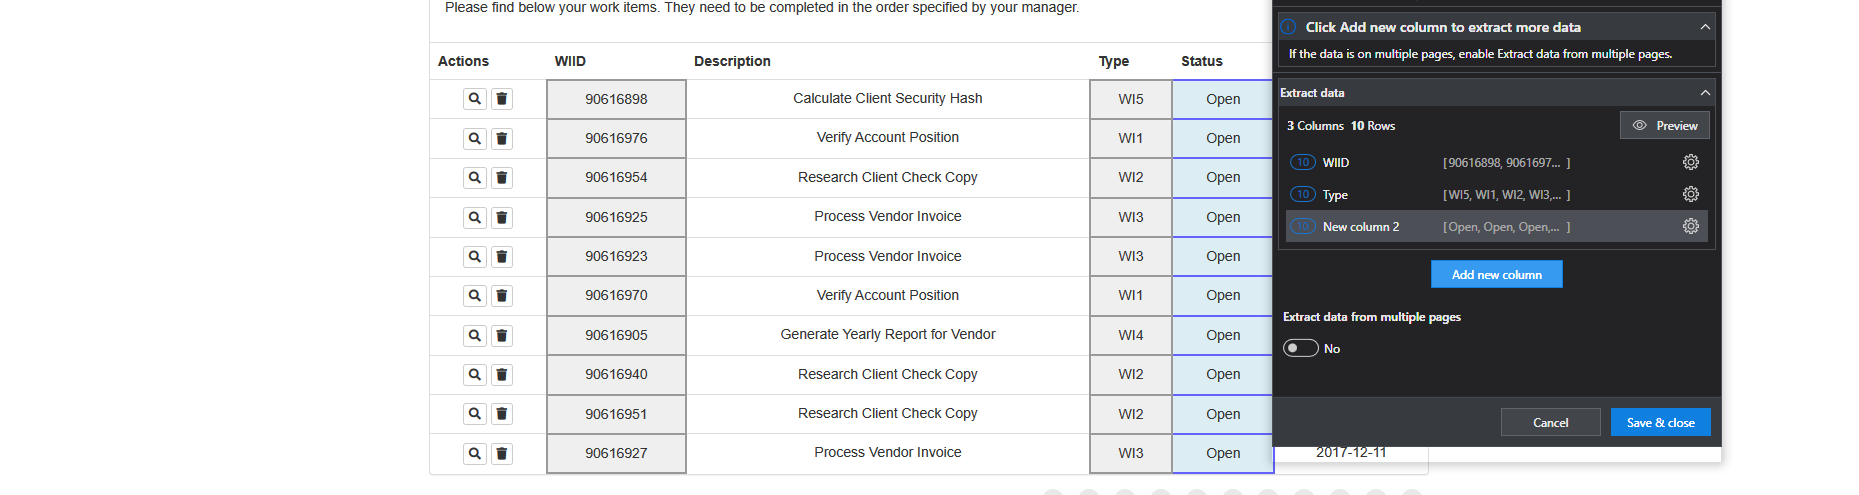 Please find below your work items. They need to be completed in the order specified by your manager.
Actions WIID Description Type Status
90616898 Calculate Client Security Hash WI5 Open
90616976 Verify Account Position WI1 Open
90616954 Research Client Check Copy WI2 Open
90616925 Process Vendor Invoice WI3 Open
90616923 Process Vendor Invoice WI3 Open
90616970 Verify Account Position WI1 Open
90616905 Generate Yearly Report for Vendor WI4 Open
90616940 Research Client Check Copy WI2 Open
90616951 Research Client Check Copy WI2 Open
90616927 Process Vendor Invoice WI3 Open 2017-12-11
Click Add new column to extract more data
If the data is on multiple pages, enable Extract data from multiple pages.
Extract data
3 Columns 10 Rows Preview
10 WIID [90616898, 9061697... ]
10 Type [WI5, WI1, WI2, WI3,... ]
10 New column 2 [Open, Open, Open,... ]
Add new column
Extract data from multiple pages
No
Cancel Save & close